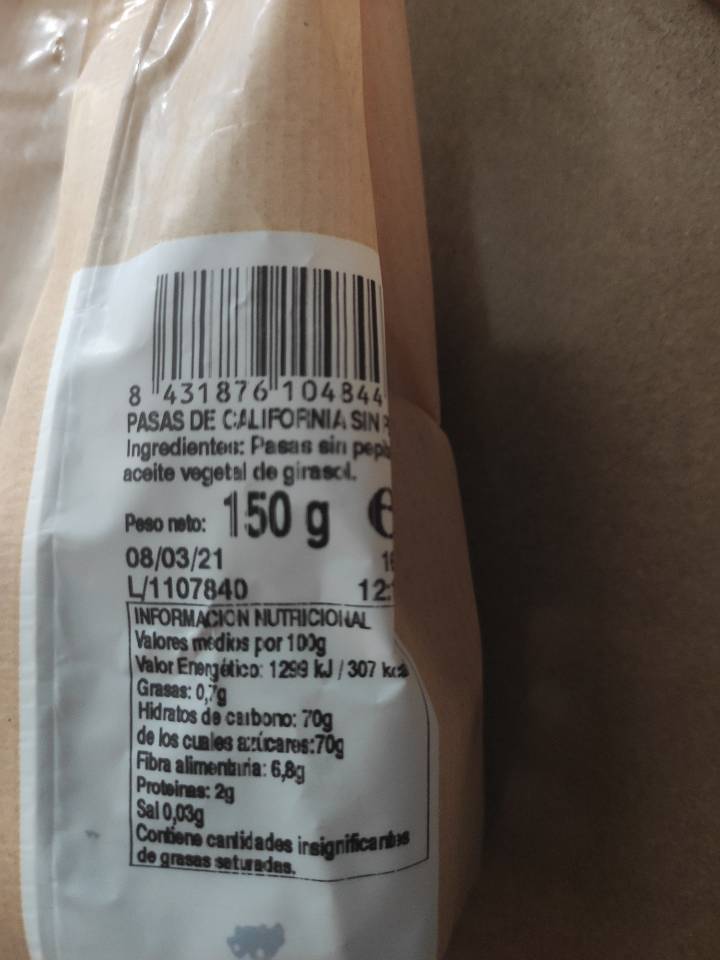 8 431876 104844
PASAS DE CALIFORNIA SIN
Ingredientes: Pasas sin
aceite vegetal de girasol.
Peso neto: 150 g
08/03/21
L/1107840 12:
INFORMACION NUTRICIONAL
Valores medios por 100g
Valor Energético: 1299 kJ / 307 kca
Grasas: 0,7g
Hidratos de carbono: 70g
de los cuales azúcares:70g
Fibra alimentaria: 6,8g
Proteinas: 2g
Sal 0,03g
Contiene cantidades insignificantes
de grasas saturadas.